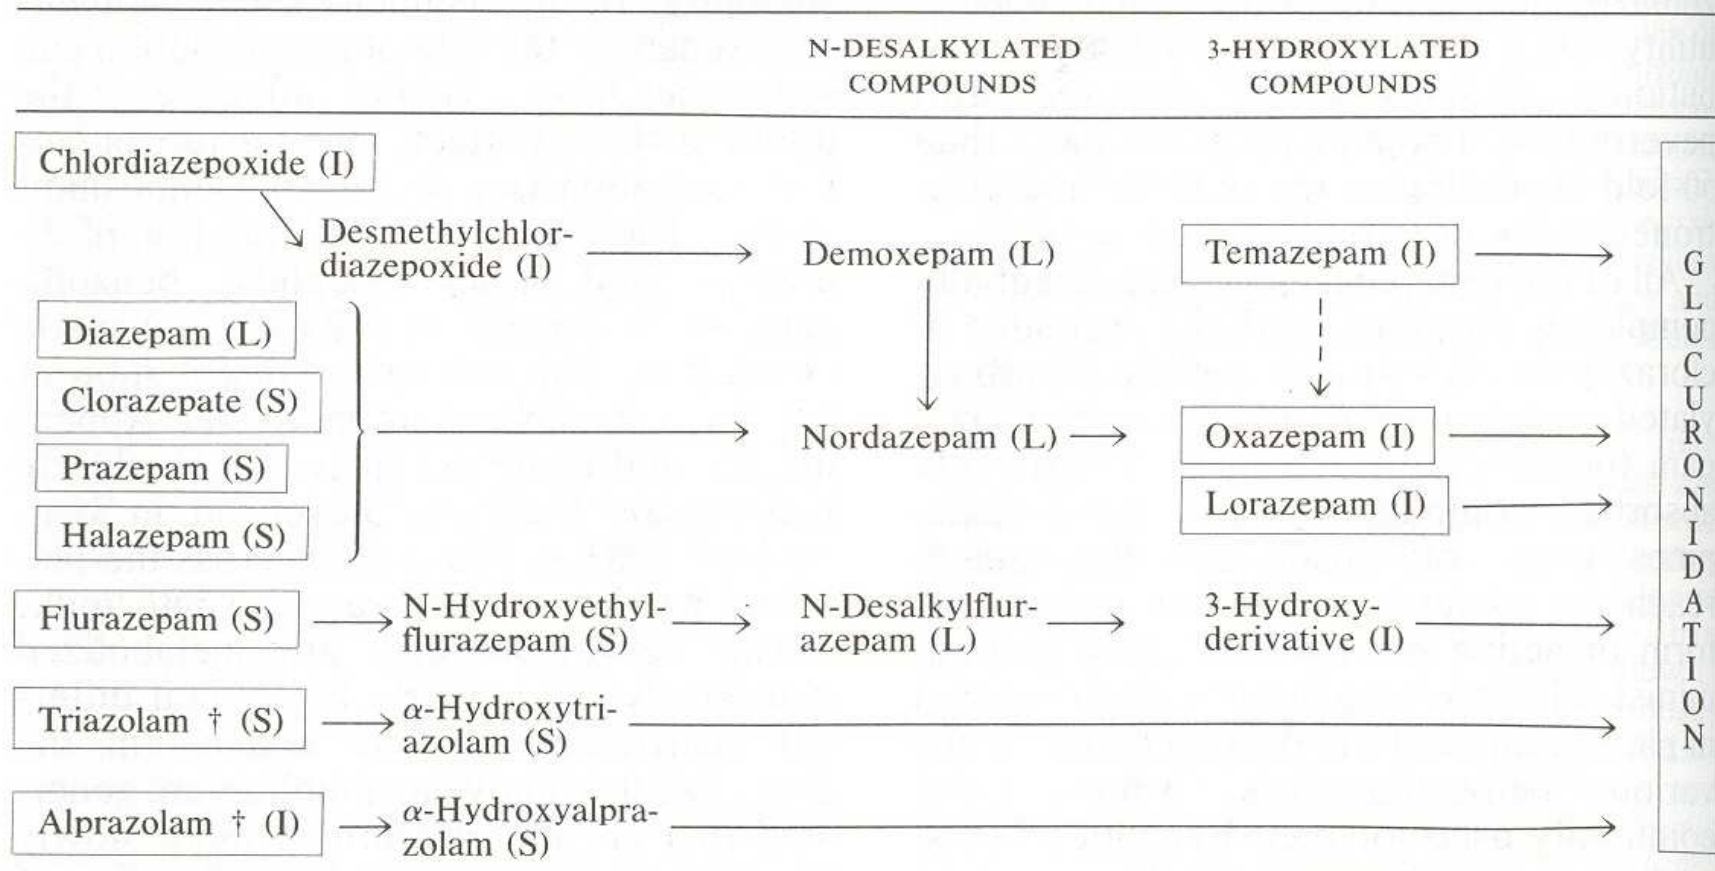 N-DESALKYLATED
COMPOUNDS
3-HYDROXYLATED
COMPOUNDS
Chlordiazepoxide (I)
Desmethylchlor-
diazepoxide (I)
Demoxepam (L)
Temazepam (I)
Diazepam (L)
Clorazepate (S)
Prazepam (S)
Halazepam (S)
Nordazepam (L)
Oxazepam (I)
Lorazepam (I)
Flurazepam (S)
N-Hydroxyethyl-
flurazepam (S)
N-Desalkylflur-
azepam (L)
3-Hydroxy-
derivative (I)
Triazolam † (S)
α-Hydroxytri-
azolam (S)
Alprazolam † (I)
α-Hydroxyalpra-
zolam (S)
GLUCURONIDATION